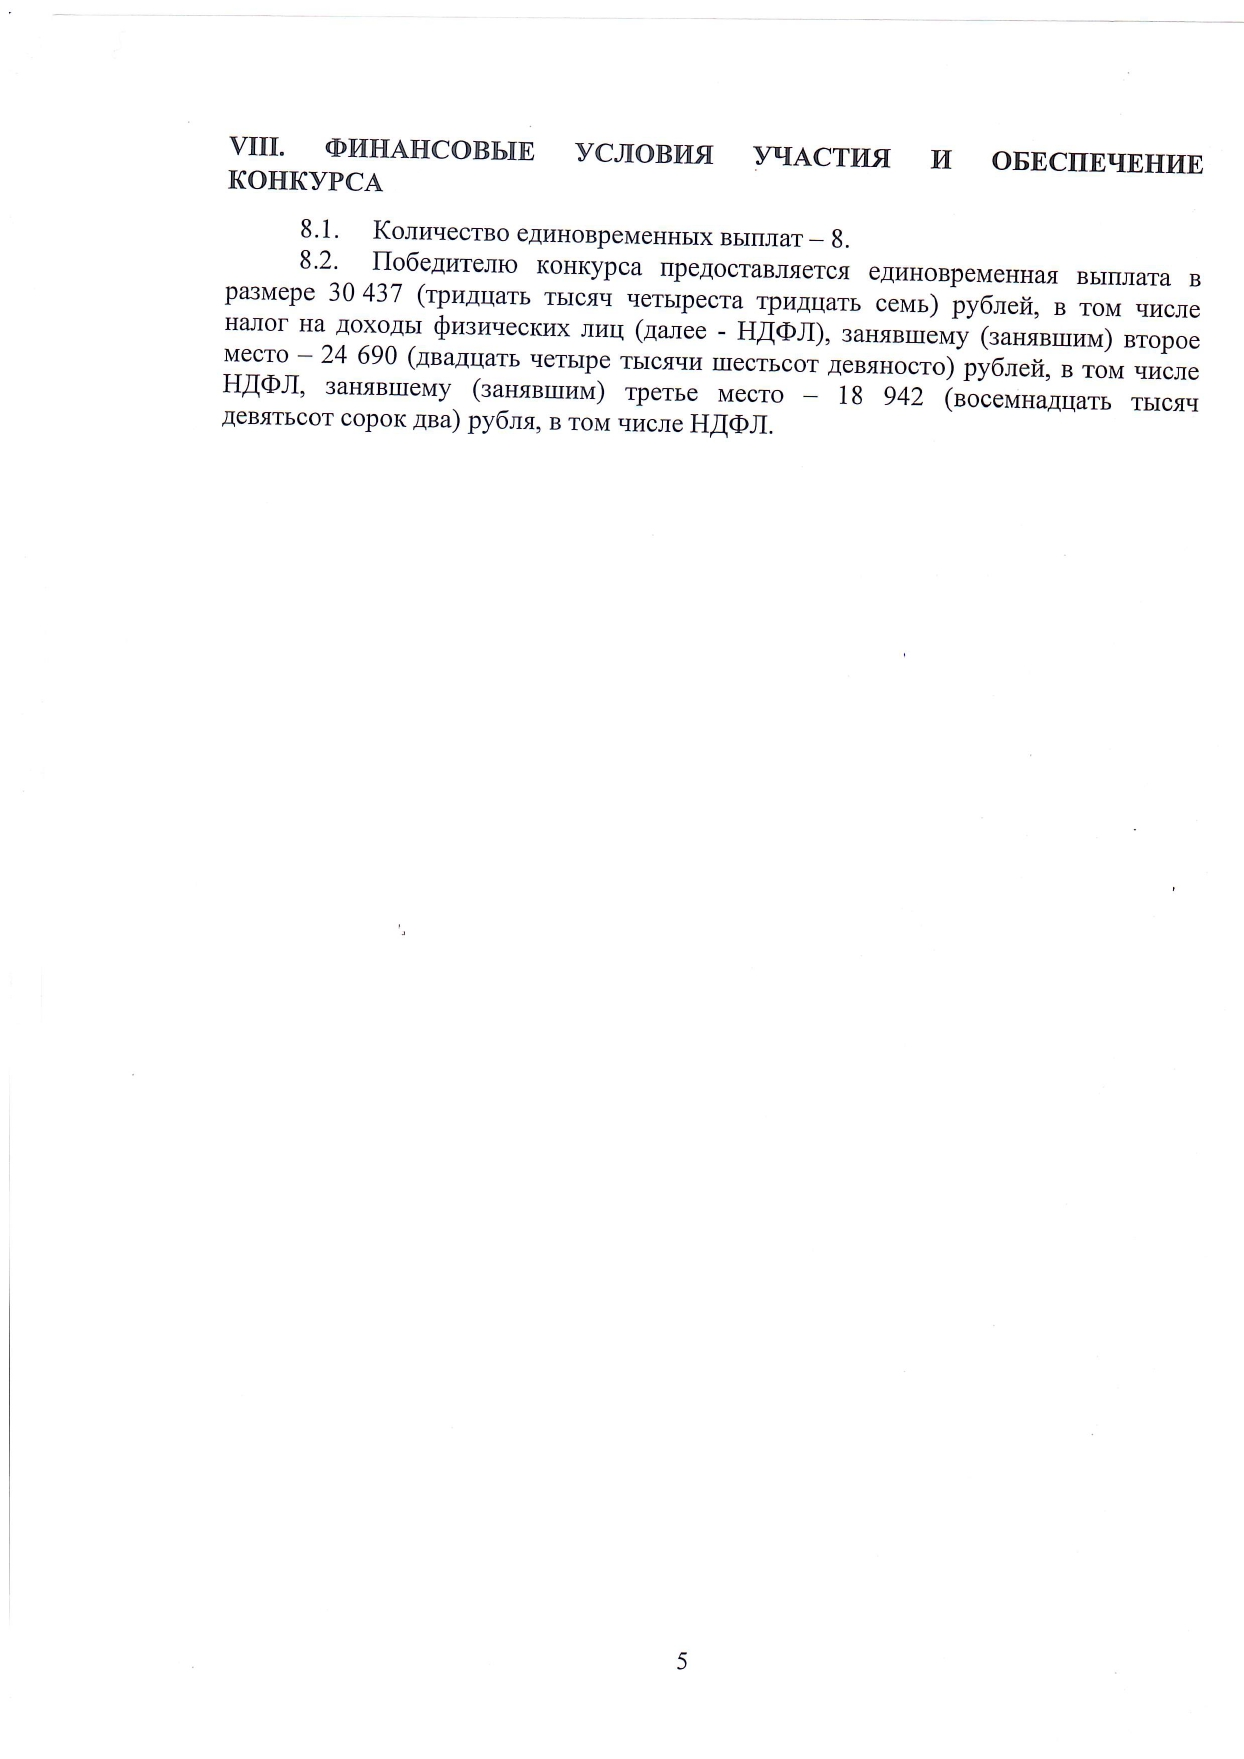 VIII. ФИНАНСОВЫЕ УСЛОВИЯ УЧАСТИЯ И ОБЕСПЕЧЕНИЕ
КОНКУРСА
8.1. Количество единовременных выплат – 8.
8.2. Победителю конкурса предоставляется единовременная выплата в
размере 30 437 (тридцать тысяч четыреста тридцать семь) рублей, в том числе
налог на доходы физических лиц (далее - НДФЛ), занявшему (занявшим) второе
место – 24 690 (двадцать четыре тысячи шестьсот девяносто) рублей, в том числе
НДФЛ, занявшему (занявшим) третье место – 18 942 (восемнадцать тысяч
девятьсот сорок два) рубля, в том числе НДФЛ.
5